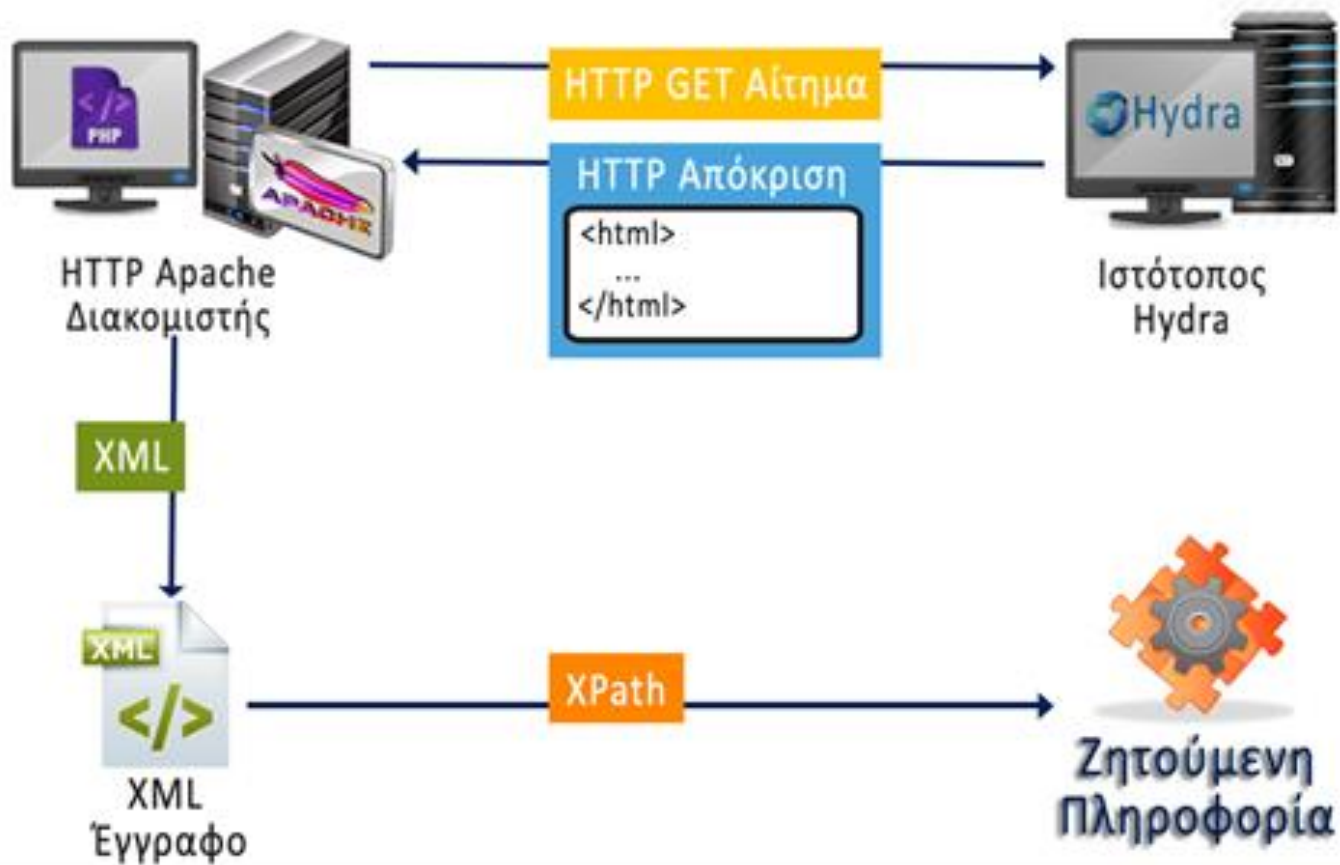 HTTP GET Αίτημα
</>
PHP
APACHE
Hydra
HTTP Απόκριση
<html>
...
</html>
HTTP Apache
Διακομιστής
Ιστότοπος
Hydra
XML
XML
</>
XPath
XML
Έγγραφο
Ζητούμενη
Πληροφορία